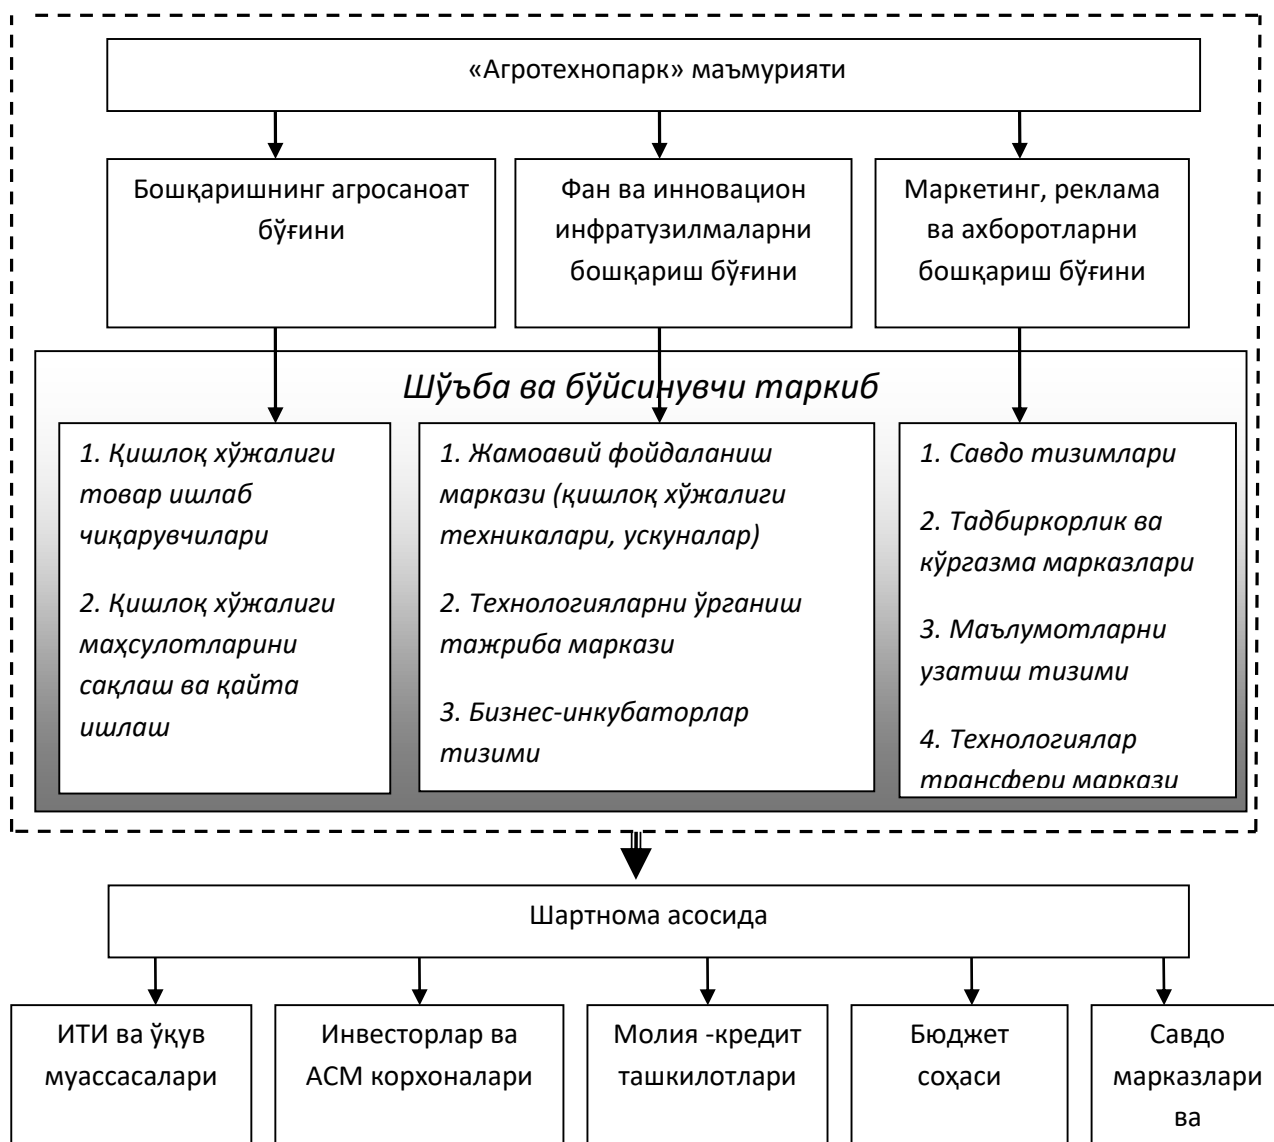 «Агротехнопарк» маъмурияти
Бошқаришнинг агросаноат
бўғини
Фан ва инновацион
инфратузилмаларни
бошқариш бўғини
Маркетинг, реклама
ва ахборотларни
бошқариш бўғини
Шўъба ва бўйсинувчи таркиб
1. Қишлоқ хўжалиги
товар ишлаб
чиқарувчилари
2. Қишлоқ хўжалиги
маҳсулотларини
сақлаш ва қайта
ишлаш
1. Жамоавий фойдаланиш
маркази (қишлоқ хўжалиги
техникалари, ускуналар)
2. Технологияларни ўрганиш
тажриба маркази
3. Бизнес-инкубаторлар
тизими
1. Савдо тизимлари
2. Тадбиркорлик ва
кўргазма марказлари
3. Маълумотларни
узатиш тизими
4. Технологиялар
трансфери маркази
Шартнома асосида
ИТИ ва ўқув
муассасалари
Инвесторлар ва
АСМ корхоналари
Молия -кредит
ташкилотлари
Бюджет
соҳаси
Савдо
марказлари
ва